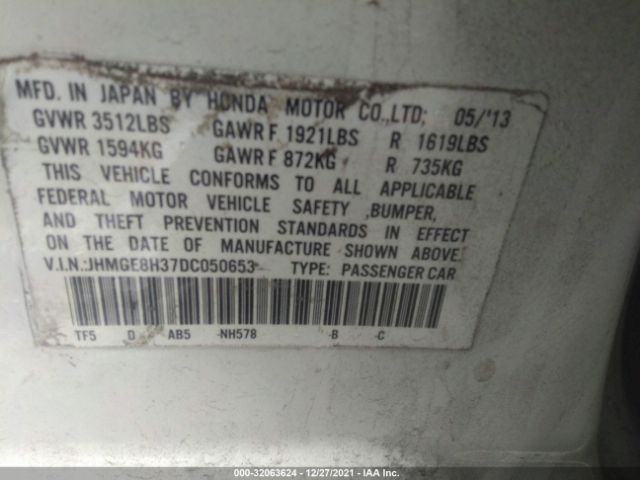 MFD. IN JAPAN BY HONDA MOTOR CO.,LTD; 05/'13
GVWR 3512LBS GAWR F 1921LBS R 1619LBS
GVWR 1594KG GAWR F 872KG R 735KG
THIS VEHICLE CONFORMS TO ALL APPLICABLE
FEDERAL MOTOR VEHICLE SAFETY ,BUMPER,
AND THEFT PREVENTION STANDARDS IN EFFECT
ON THE DATE OF MANUFACTURE SHOWN ABOVE.
V.I.N.:JHMGE8H37DC050653 TYPE: PASSENGER CAR
TF5 D AB5 -NH578 -B -C
000-32063624 - 12/27/2021 - IAA Inc.